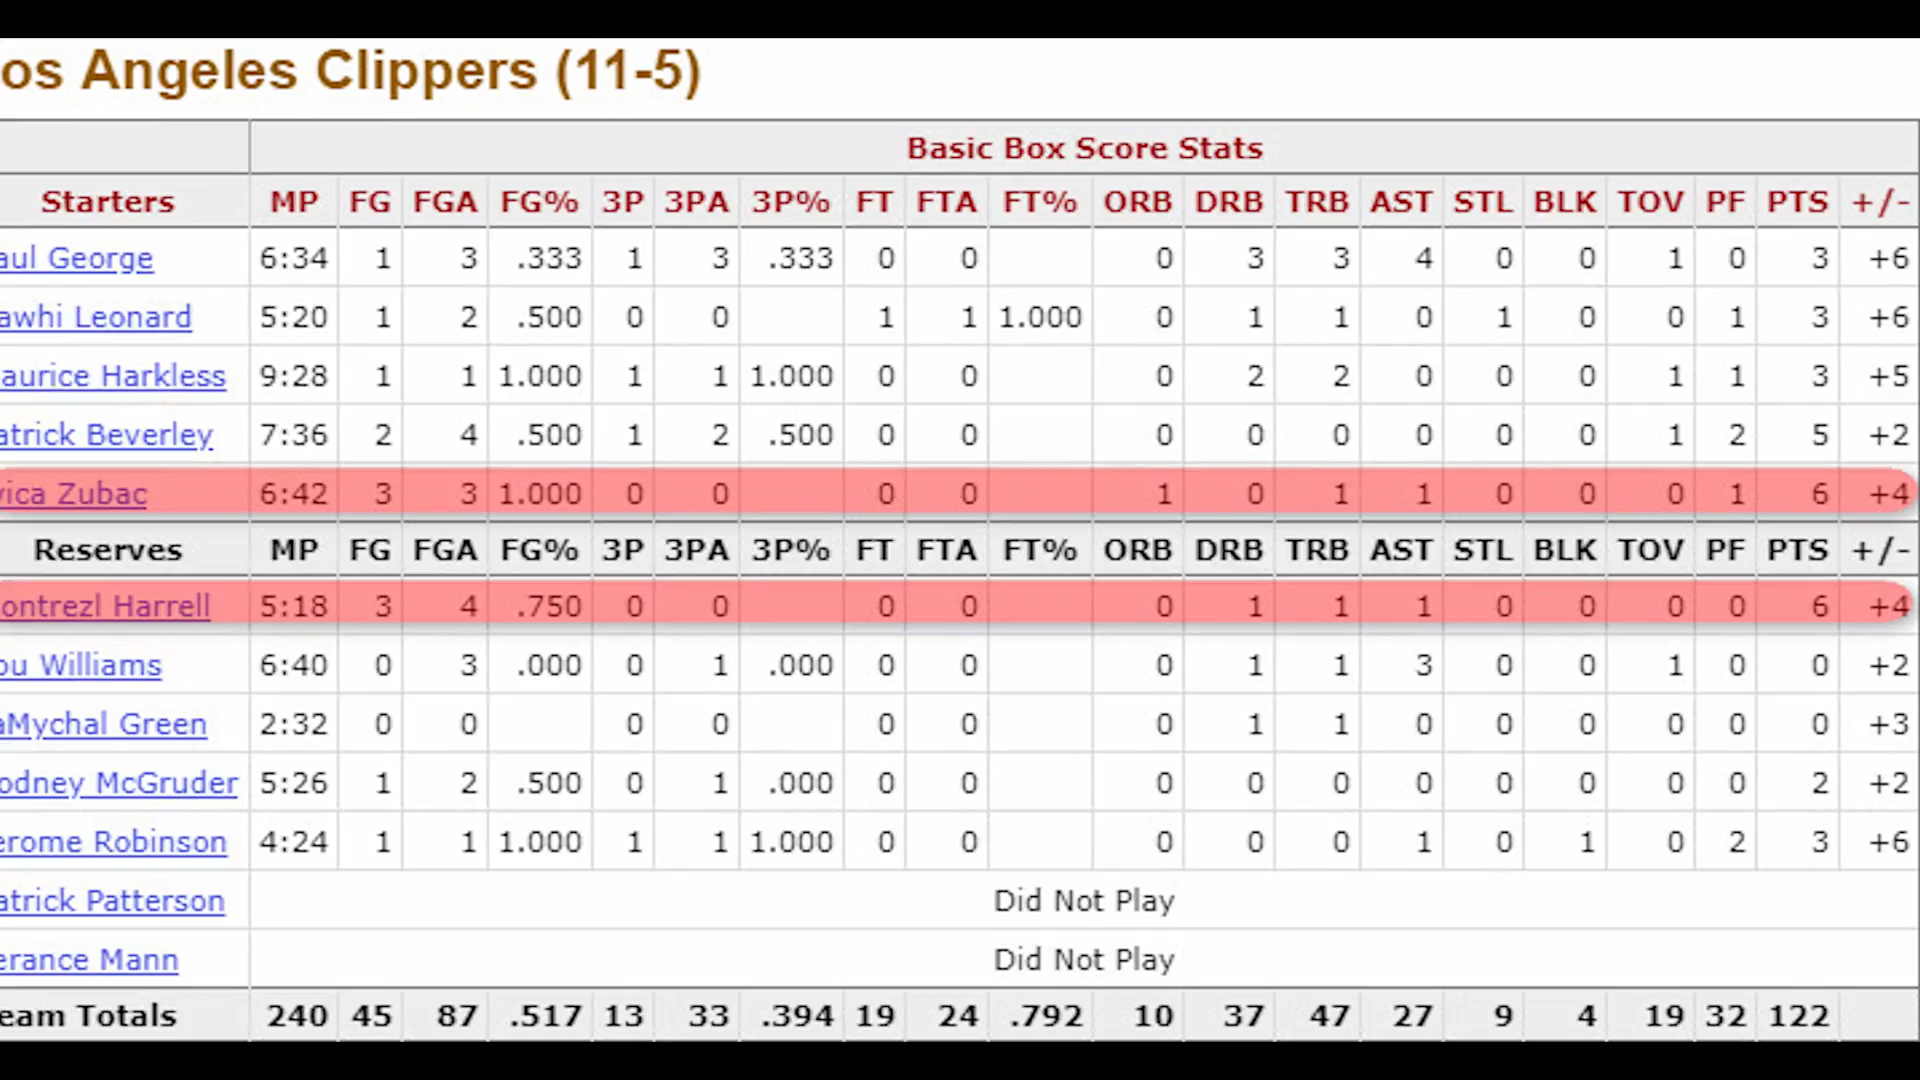 os Angeles Clippers (11-5)
Basic Box Score Stats
Starters MP FG FGA FG% 3P 3PA 3P% FT FTA FT% ORB DRB TRB AST STL BLK TOV PF PTS +/-
aul George 6:34 1 3 .333 1 3 .333 0 0 0 3 3 4 0 0 1 0 3 +6
awhi Leonard 5:20 1 2 .500 0 0 1 1 1.000 0 1 1 0 1 0 0 1 3 +6
aurice Harkless 9:28 1 1 1.000 1 1 1.000 0 0 0 2 2 0 0 0 1 1 3 +5
atrick Beverley 7:36 2 4 .500 1 2 .500 0 0 0 0 0 0 0 0 1 2 5 +2
vica Zubac 6:42 3 3 1.000 0 0 0 0 1 0 1 1 0 0 0 1 6 +4
Reserves MP FG FGA FG% 3P 3PA 3P% FT FTA FT% ORB DRB TRB AST STL BLK TOV PF PTS +/-
ontrezl Harrell 5:18 3 4 .750 0 0 0 0 0 1 1 1 0 0 0 0 6 +4
ou Williams 6:40 0 3 .000 0 1 .000 0 0 0 1 1 3 0 0 1 0 0 +2
aMychal Green 2:32 0 0 0 0 0 0 0 1 1 0 0 0 0 0 0 +3
odney McGruder 5:26 1 2 .500 0 1 .000 0 0 0 0 0 0 0 0 0 0 2 +2
erome Robinson 4:24 1 1 1.000 1 1 1.000 0 0 0 0 0 1 0 1 0 2 3 +6
atrick Patterson Did Not Play
erance Mann Did Not Play
eam Totals 240 45 87 .517 13 33 .394 19 24 .792 10 37 47 27 9 4 19 32 122